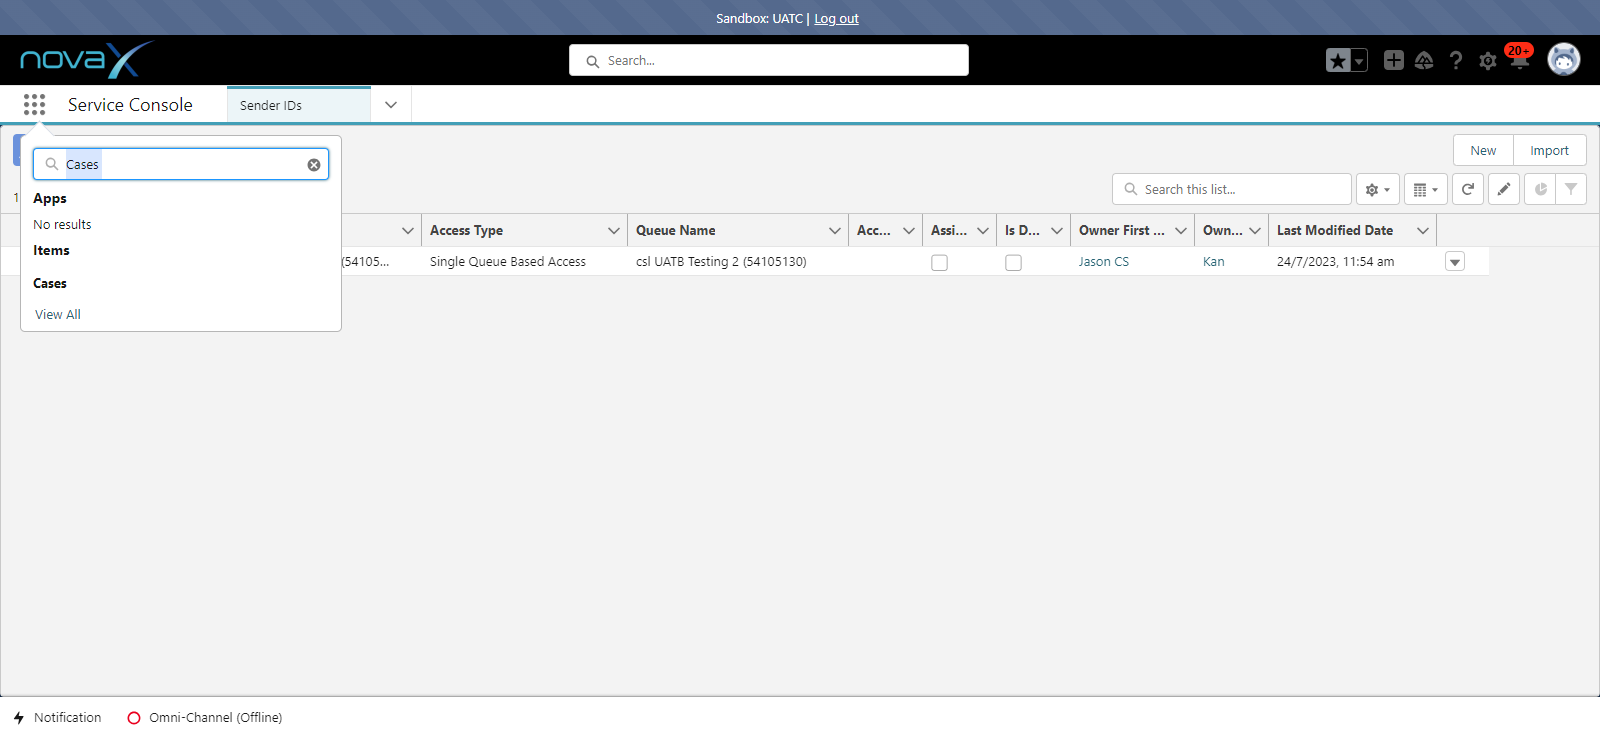 Sandbox: UATC | Log out
novaX
Search...
20+
Service Console
Sender IDs
Cases
New
Import
Apps
1
Search this list...
No results
Items
Access Type
Queue Name
Acc...
Assi...
Is D...
Owner First ...
Own...
Last Modified Date
(54105...
Single Queue Based Access
csl UATB Testing 2 (54105130)
Jason CS
Kan
24/7/2023, 11:54 am
Cases
View All
Notification
Omni-Channel (Offline)